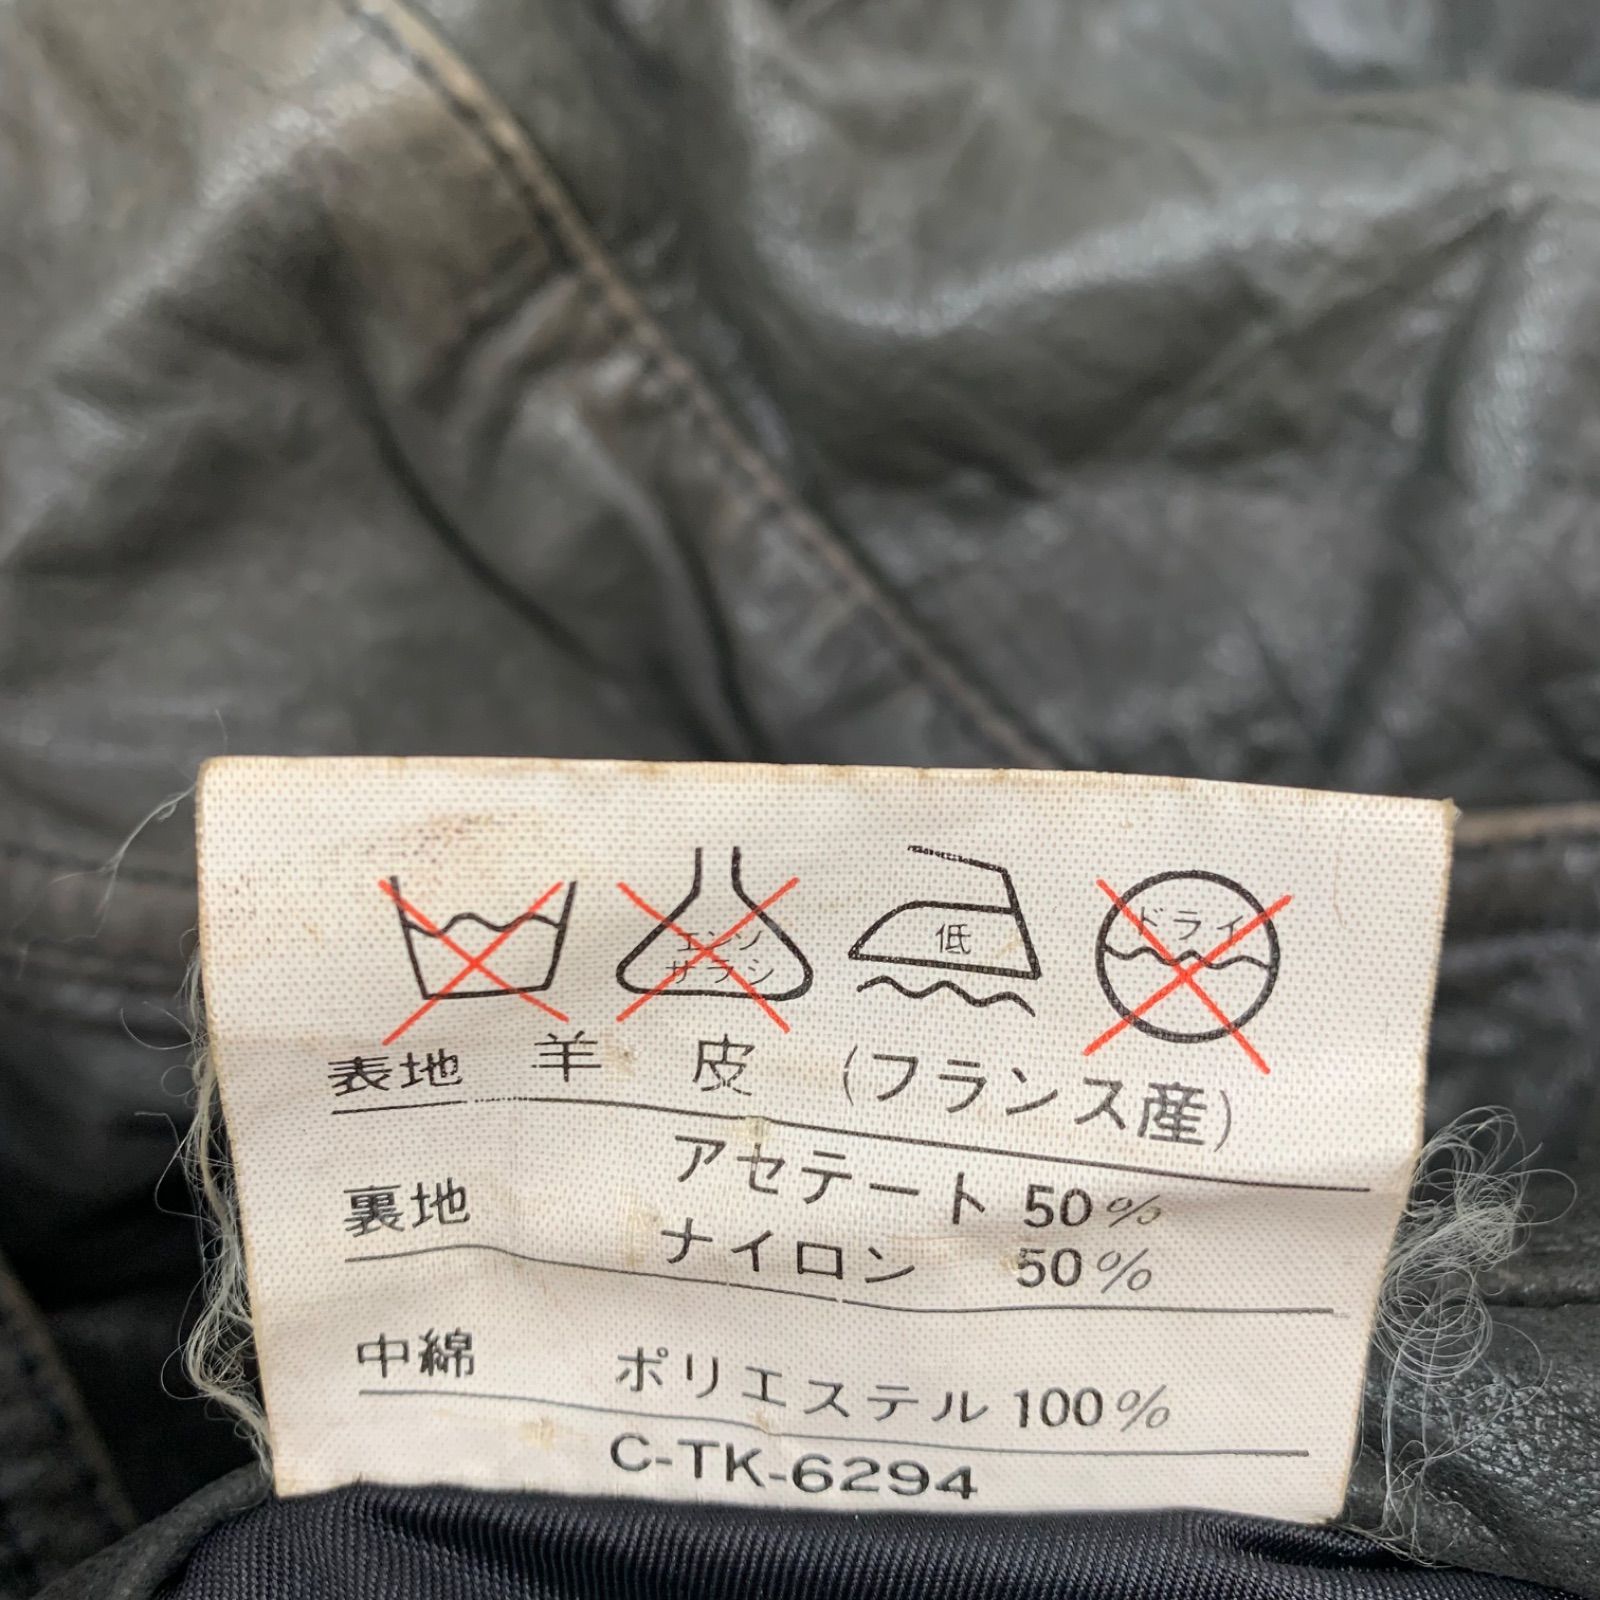 エンソ
サラシ
低
ドライ
表地 羊 皮 (フランス産)
アセテート 50%
裏地
ナイロン 50%
中綿 ポリエステル 100%
C-TK-6294